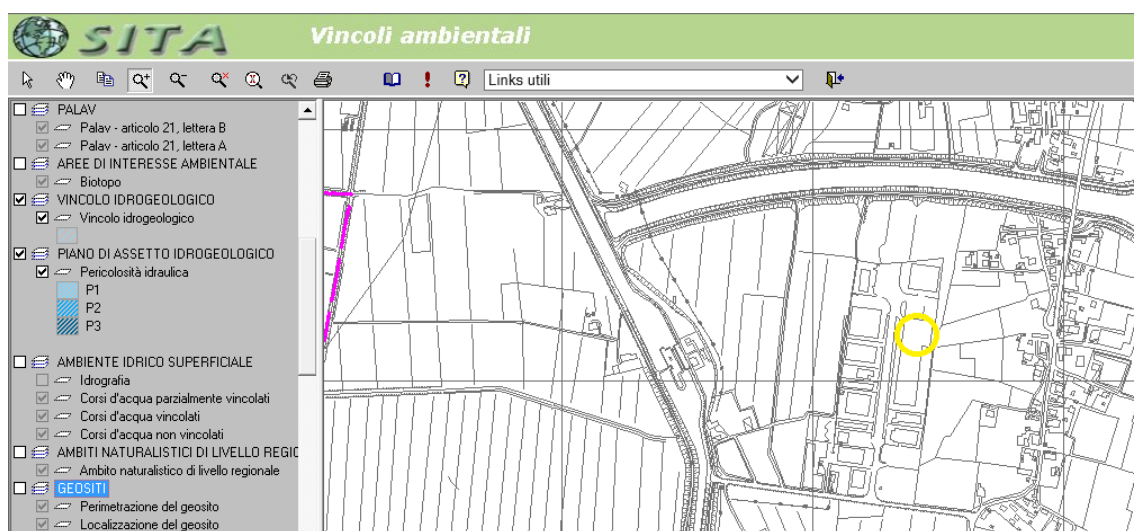 SITA
Vincoli ambientali
Links utili
PALAV
Palav - articolo 21, lettera B
Palav - articolo 21, lettera A
AREE DI INTERESSE AMBIENTALE
Biotopo
VINCOLO IDROGEOLOGICO
Vincolo idrogeologico
PIANO DI ASSETTO IDROGEOLOGICO
Pericolosità idraulica
P1
P2
P3
AMBIENTE IDRICO SUPERFICIALE
Idrografia
Corsi d'acqua parzialmente vincolati
Corsi d'acqua vincolati
Corsi d'acqua non vincolati
AMBITI NATURALISTICI DI LIVELLO REGIO
Ambito naturalistico di livello regionale
GEOSITI
Perimetrazione del geosito
Localizzazione del geosito